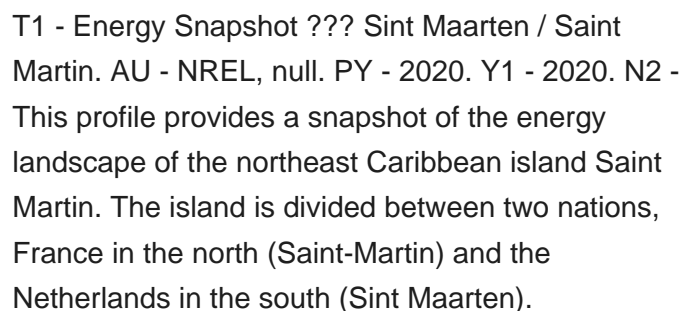 T1 - Energy Snapshot ??? Sint Maarten / Saint
Martin. AU - NREL, null. PY - 2020. Y1 - 2020. N2 -
This profile provides a snapshot of the energy
landscape of the northeast Caribbean island Saint
Martin. The island is divided between two nations,
France in the north (Saint-Martin) and the
Netherlands in the south (Sint Maarten).